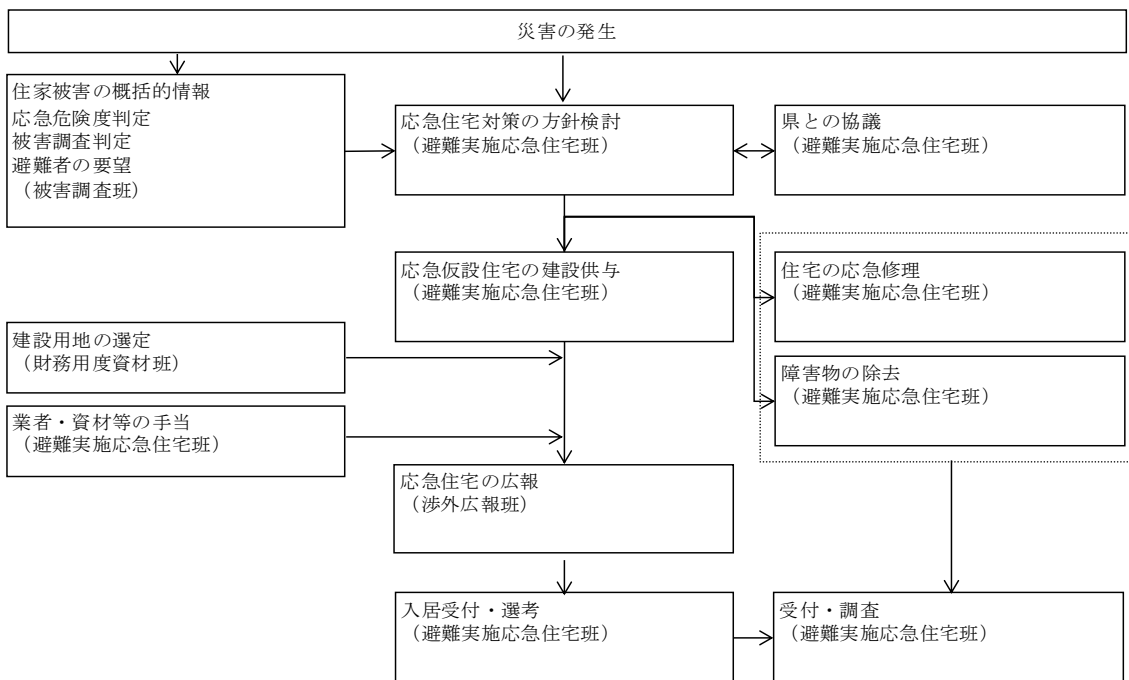 災害の発生
住家被害の概括的情報
応急危険度判定
被害調査判定
避難者の要望
（被害調査班）
応急住宅対策の方針検討
（避難実施応急住宅班）
県との協議
（避難実施応急住宅班）
応急仮設住宅の建設供与
（避難実施応急住宅班）
住宅の応急修理
（避難実施応急住宅班）
建設用地の選定
（財務用度資材班）
障害物の除去
（避難実施応急住宅班）
業者・資材等の手当
（避難実施応急住宅班）
応急住宅の広報
（渉外広報班）
入居受付・選考
（避難実施応急住宅班）
受付・調査
（避難実施応急住宅班）